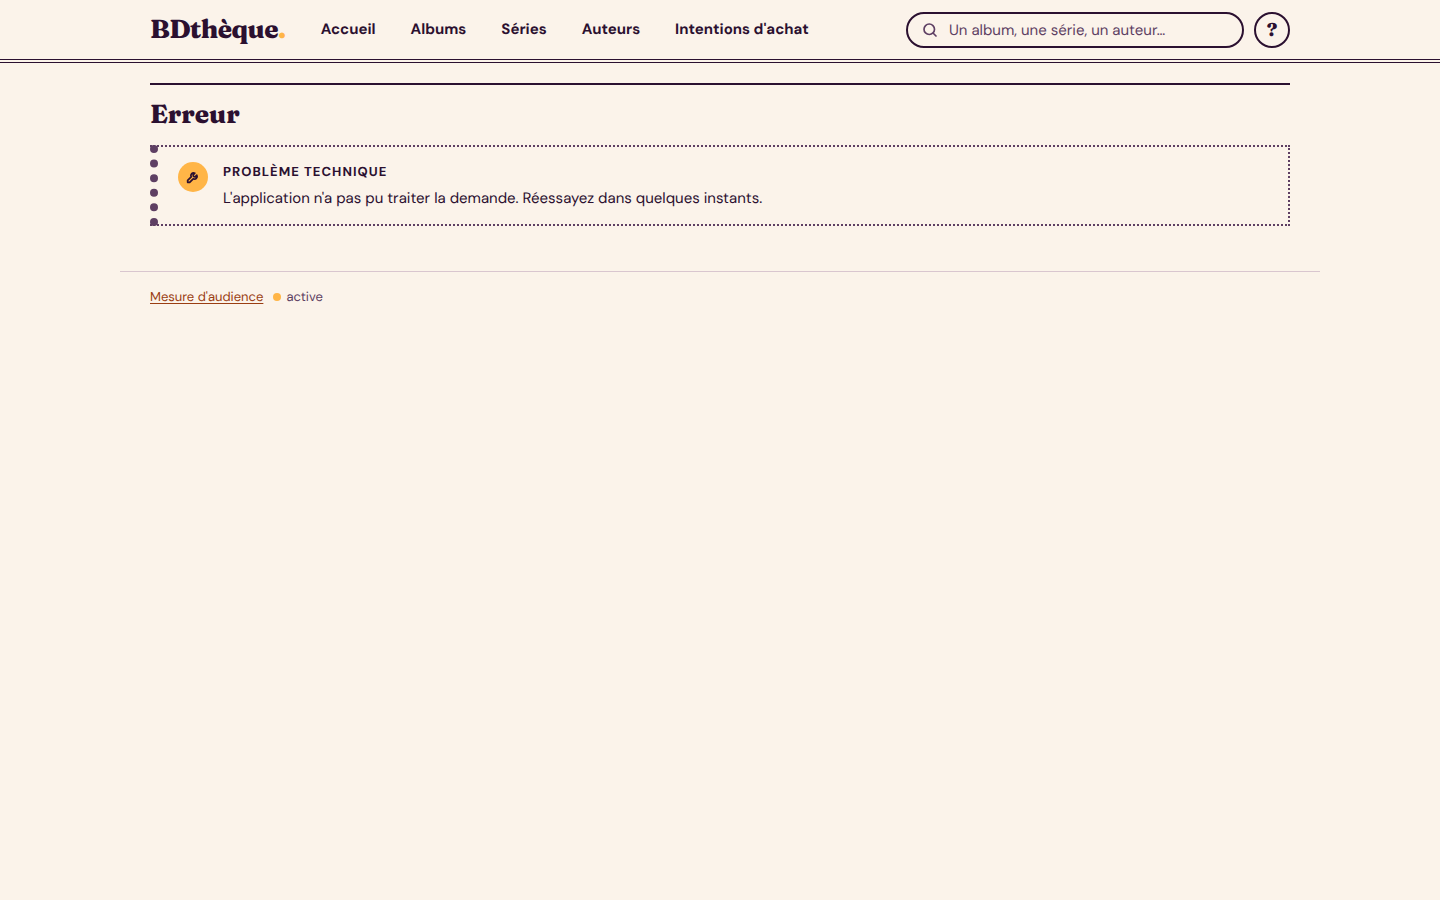 BDthèque.
Accueil
Albums
Séries
Auteurs
Intentions d'achat
Un album, une série, un auteur...
?
Erreur
PROBLÈME TECHNIQUE
L'application n'a pas pu traiter la demande. Réessayez dans quelques instants.
Mesure d'audience
active